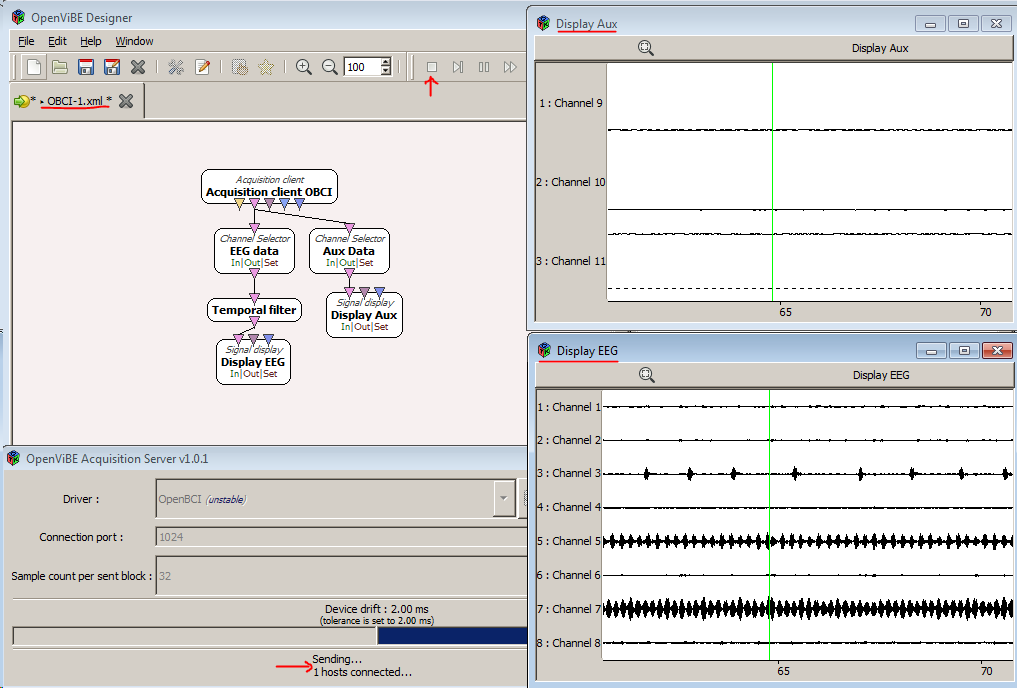 OpenViBE Designer
File Edit Help Window
100
* - OBCI-1.xml *
Acquisition client
Acquisition client OBCI
Channel Selector
EEG data
In|Out|Set
Channel Selector
Aux Data
In|Out|Set
Temporal filter
Signal display
Display Aux
In|Out|Set
Signal display
Display EEG
In|Out|Set
OpenViBE Acquisition Server v1.0.1
Driver :
OpenBCI (unstable)
Connection port :
1024
Sample count per sent block :
32
Device drift : 2.00 ms
(tolerance is set to 2.00 ms)
Sending...
1 hosts connected...
Display Aux
Display Aux
1 : Channel 9
2 : Channel 10
3 : Channel 11
65 70
Display EEG
Display EEG
1 : Channel 1
2 : Channel 2
3 : Channel 3
4 : Channel 4
5 : Channel 5
6 : Channel 6
7 : Channel 7
8 : Channel 8
65 70